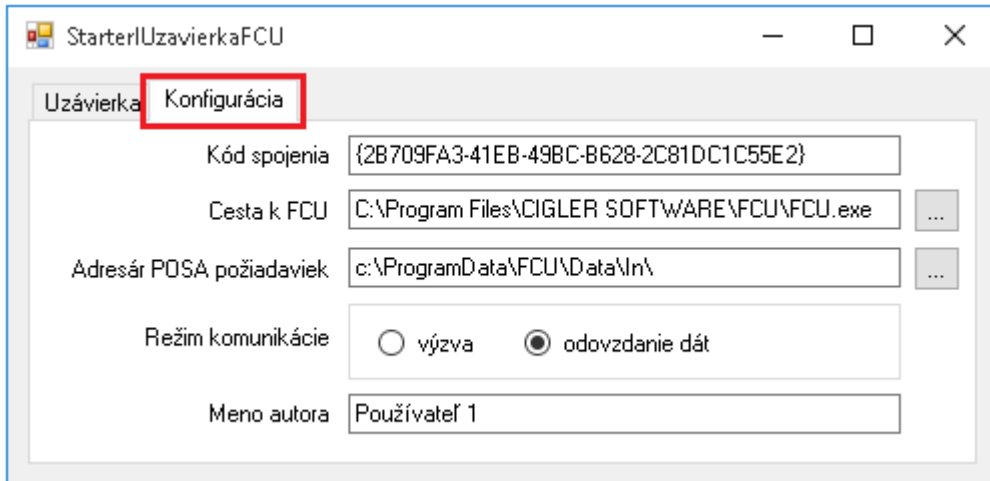 StarterIUzavierkaFCU
Uzávierka Konfigurácia
Kód spojenia {2B709FA3-41EB-49BC-B628-2C81DC1C55E2}
Cesta k FCU C:\Program Files\CIGLER SOFTWARE\FCU\FCU.exe ...
Adresár POSA požiadaviek c:\ProgramData\FCU\Data\In\ ...
Režim komunikácie výzva odovzdanie dát
Meno autora Používateľ 1